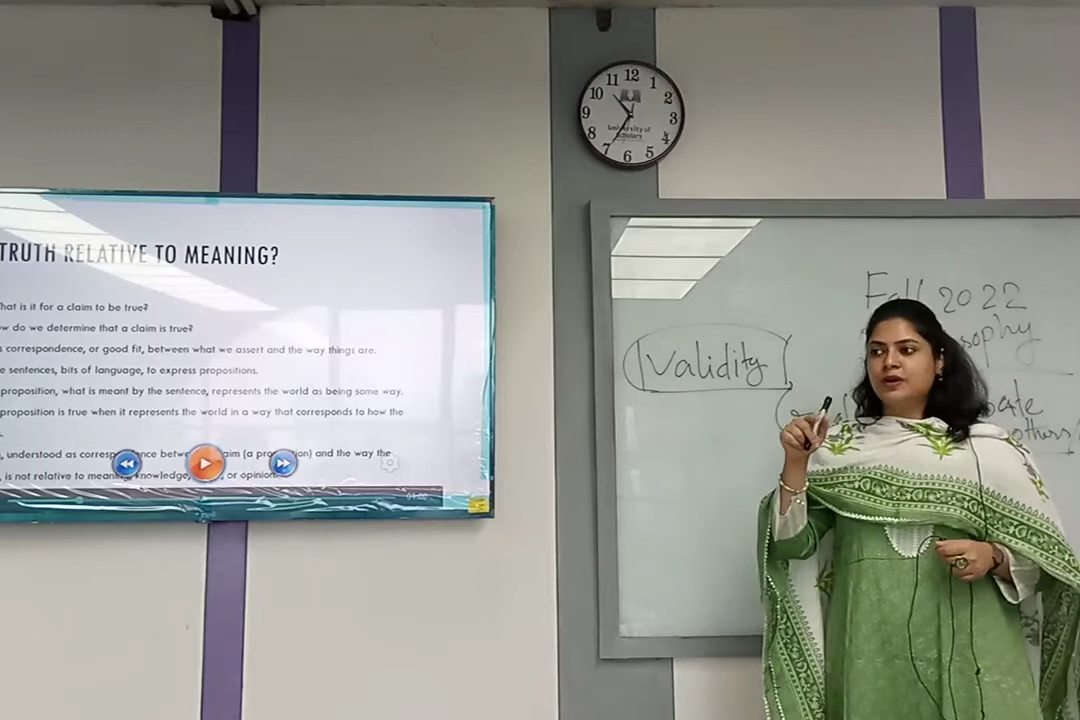 TRUTH RELATIVE TO MEANING?
hat is it for a claim to be true?
w do we determine that a claim is true?
s correspondence, or good fit, between what we assert and the way things are.
e sentences, bits of language, to express propositions.
proposition, what is meant by the sentence, represents the world as being some way.
proposition is true when it represents the world in a way that corresponds to how the
, understood as corresp nce betw aim (a pro ion) and the way the
, is not relative to meaning, knowledge, or opinion.
12
11 1
10 2
9 3
8 4
7 5
6
University of
Scholars
Fall 2022
osophy
Validity
others